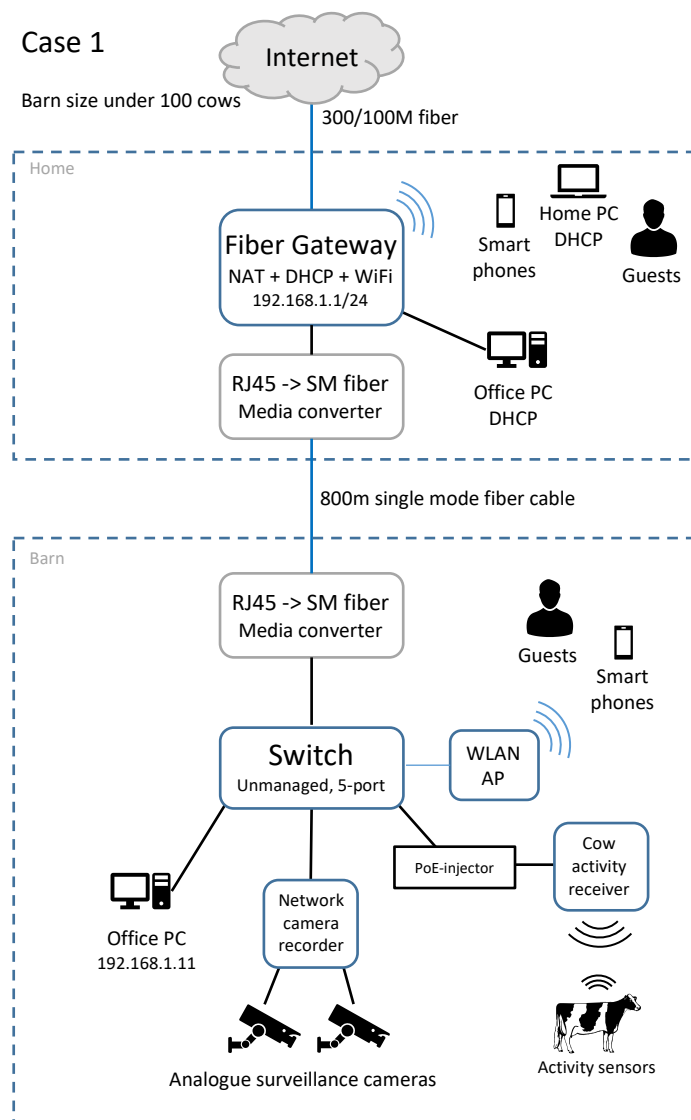 Case 1
Internet
Barn size under 100 cows
300/100M fiber
Home
Fiber Gateway
NAT + DHCP + WiFi
192.168.1.1/24
Smart
phones
Home PC
DHCP
Guests
RJ45 -> SM fiber
Media converter
Office PC
DHCP
800m single mode fiber cable
Barn
RJ45 -> SM fiber
Media converter
Guests
Smart
phones
Switch
Unmanaged, 5-port
WLAN
AP
PoE-injector
Cow
activity
receiver
Office PC
192.168.1.11
Network
camera
recorder
Analogue surveillance cameras
Activity sensors